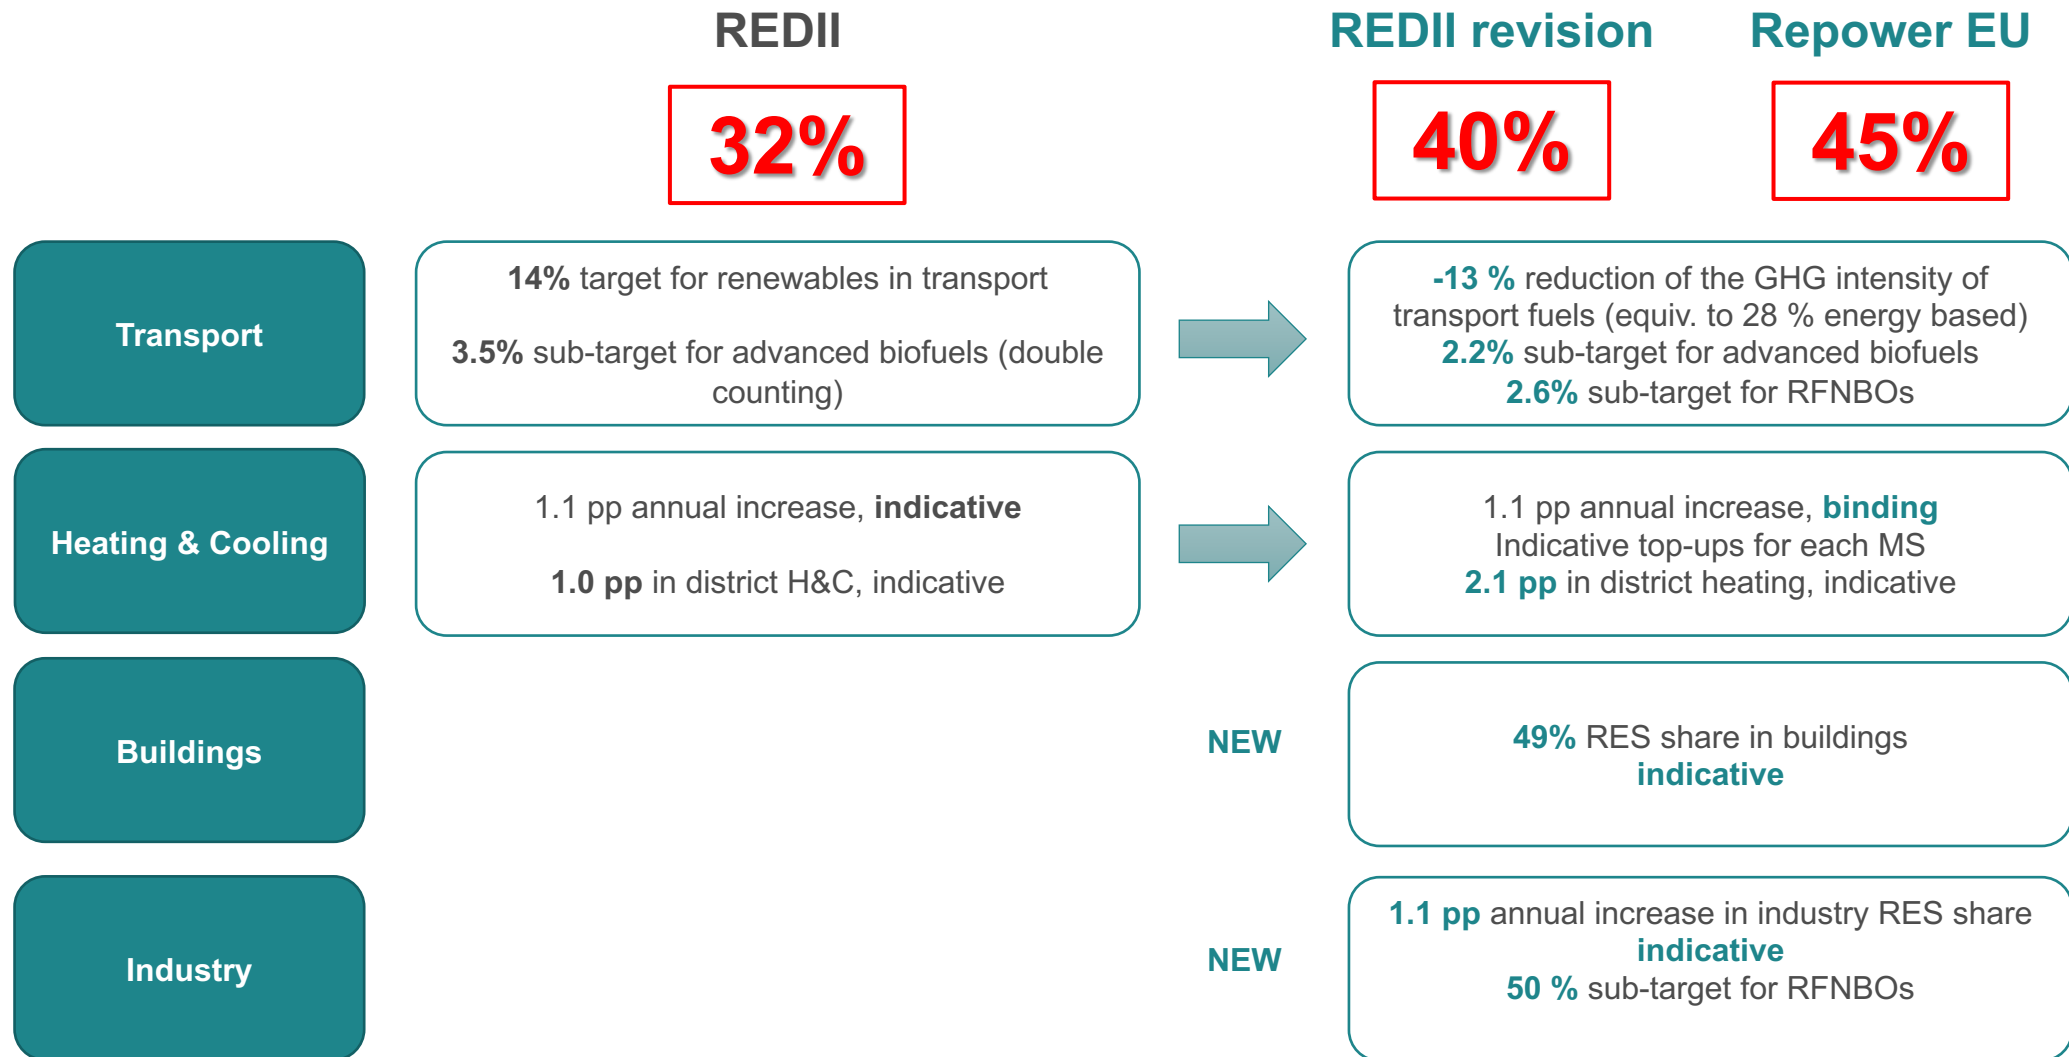 REDII
REDII revision
Repower EU
32%
40%
45%
Transport
14% target for renewables in transport
3.5% sub-target for advanced biofuels (double
counting)
-13 % reduction of the GHG intensity of
transport fuels (equiv. to 28 % energy based)
2.2% sub-target for advanced biofuels
2.6% sub-target for RFNBOs
Heating & Cooling
1.1 pp annual increase, indicative
1.0 pp in district H&C, indicative
1.1 pp annual increase, binding
Indicative top-ups for each MS
2.1 pp in district heating, indicative
Buildings
NEW
49% RES share in buildings
indicative
Industry
NEW
1.1 pp annual increase in industry RES share
indicative
50 % sub-target for RFNBOs